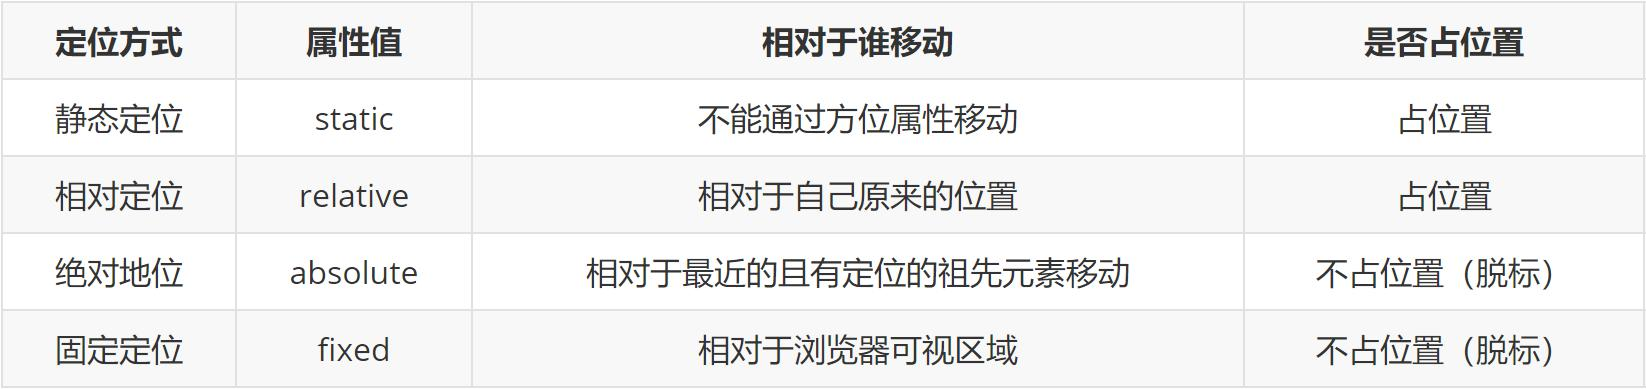 定位方式 属性值 相对于谁移动 是否占位置
静态定位 static 不能通过方位属性移动 占位置
相对定位 relative 相对于自己原来的位置 占位置
绝对地位 absolute 相对于最近的且有定位的祖先元素移动 不占位置（脱标）
固定定位 fixed 相对于浏览器可视区域 不占位置（脱标）